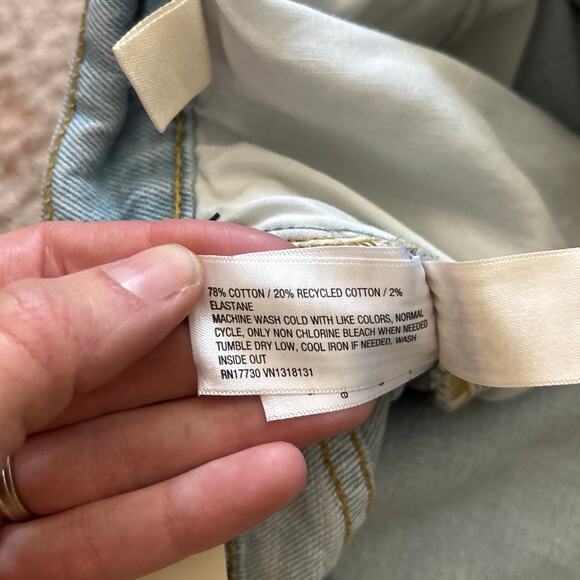 78% COTTON / 20% RECYCLED COTTON / 2%
ELASTANE
MACHINE WASH COLD WITH LIKE COLORS, NORMAL
CYCLE, ONLY NON CHLORINE BLEACH WHEN NEEDED
TUMBLE DRY LOW, COOL IRON IF NEEDED, WASH
INSIDE OUT
RN17730 VN1318131